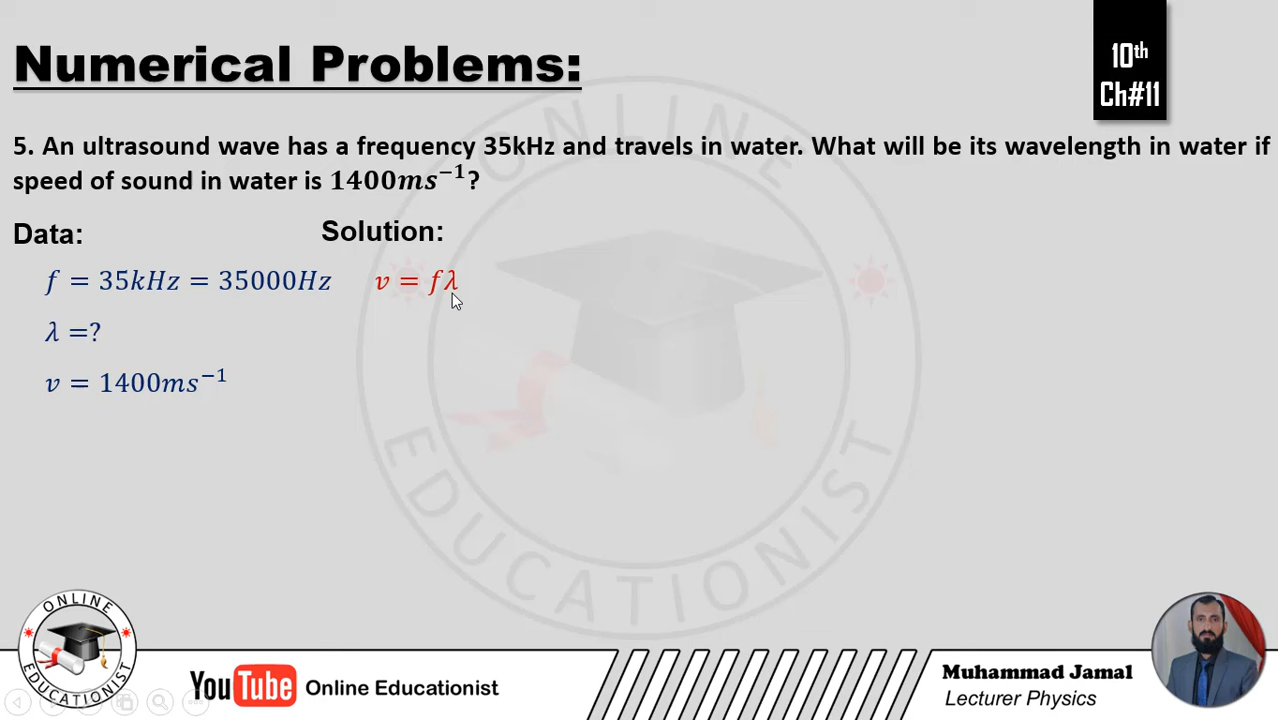 Numerical Problems:
10th
Ch#11
5. An ultrasound wave has a frequency 35kHz and travels in water. What will be its wavelength in water if
speed of sound in water is 1400ms⁻¹?
Data:
Solution:
f = 35kHz = 35000Hz
v = fλ
λ =?
v = 1400ms⁻¹
ONLINE
EDUCATIONIST
ONLINE
EDUCATIONIST
YouTube Online Educationist
Muhammad Jamal
Lecturer Physics